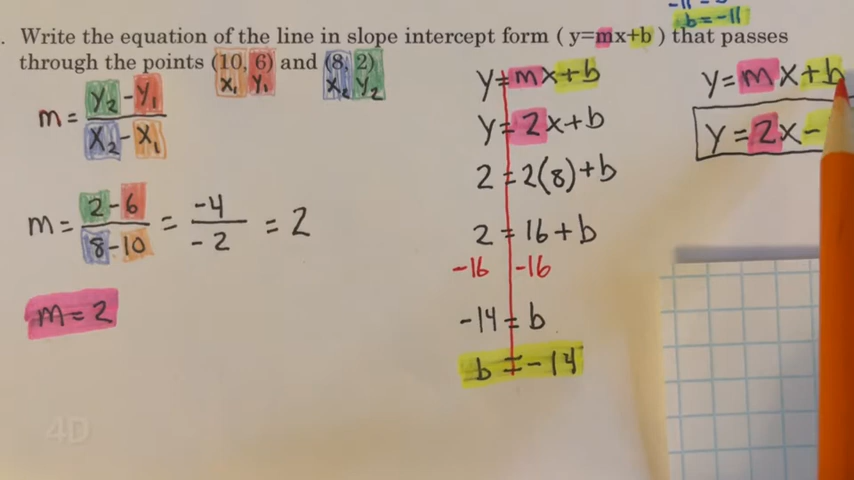 b = -11
. Write the equation of the line in slope intercept form ( y=mx+b ) that passes
through the points (10, 6) and (8, 2)
x₁ y₁ x₂ y₂
m = y₂ - y₁ / x₂ - x₁
m = 2 - 6 / 8 - 10 = -4 / -2 = 2
m = 2
y = mx + b
y = 2x + b
2 = 2(8) + b
2 = 16 + b
-16 -16
-14 = b
b = -14
y = mx + b
y = 2x -
4D